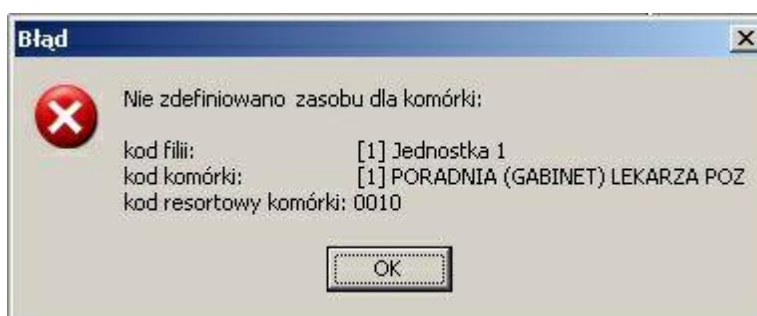 Błąd
Nie zdefiniowano zasobu dla komórki:
kod filii: [1] Jednostka 1
kod komórki: [1] PORADNIA (GABINET) LEKARZA POZ
kod resortowy komórki: 0010
OK